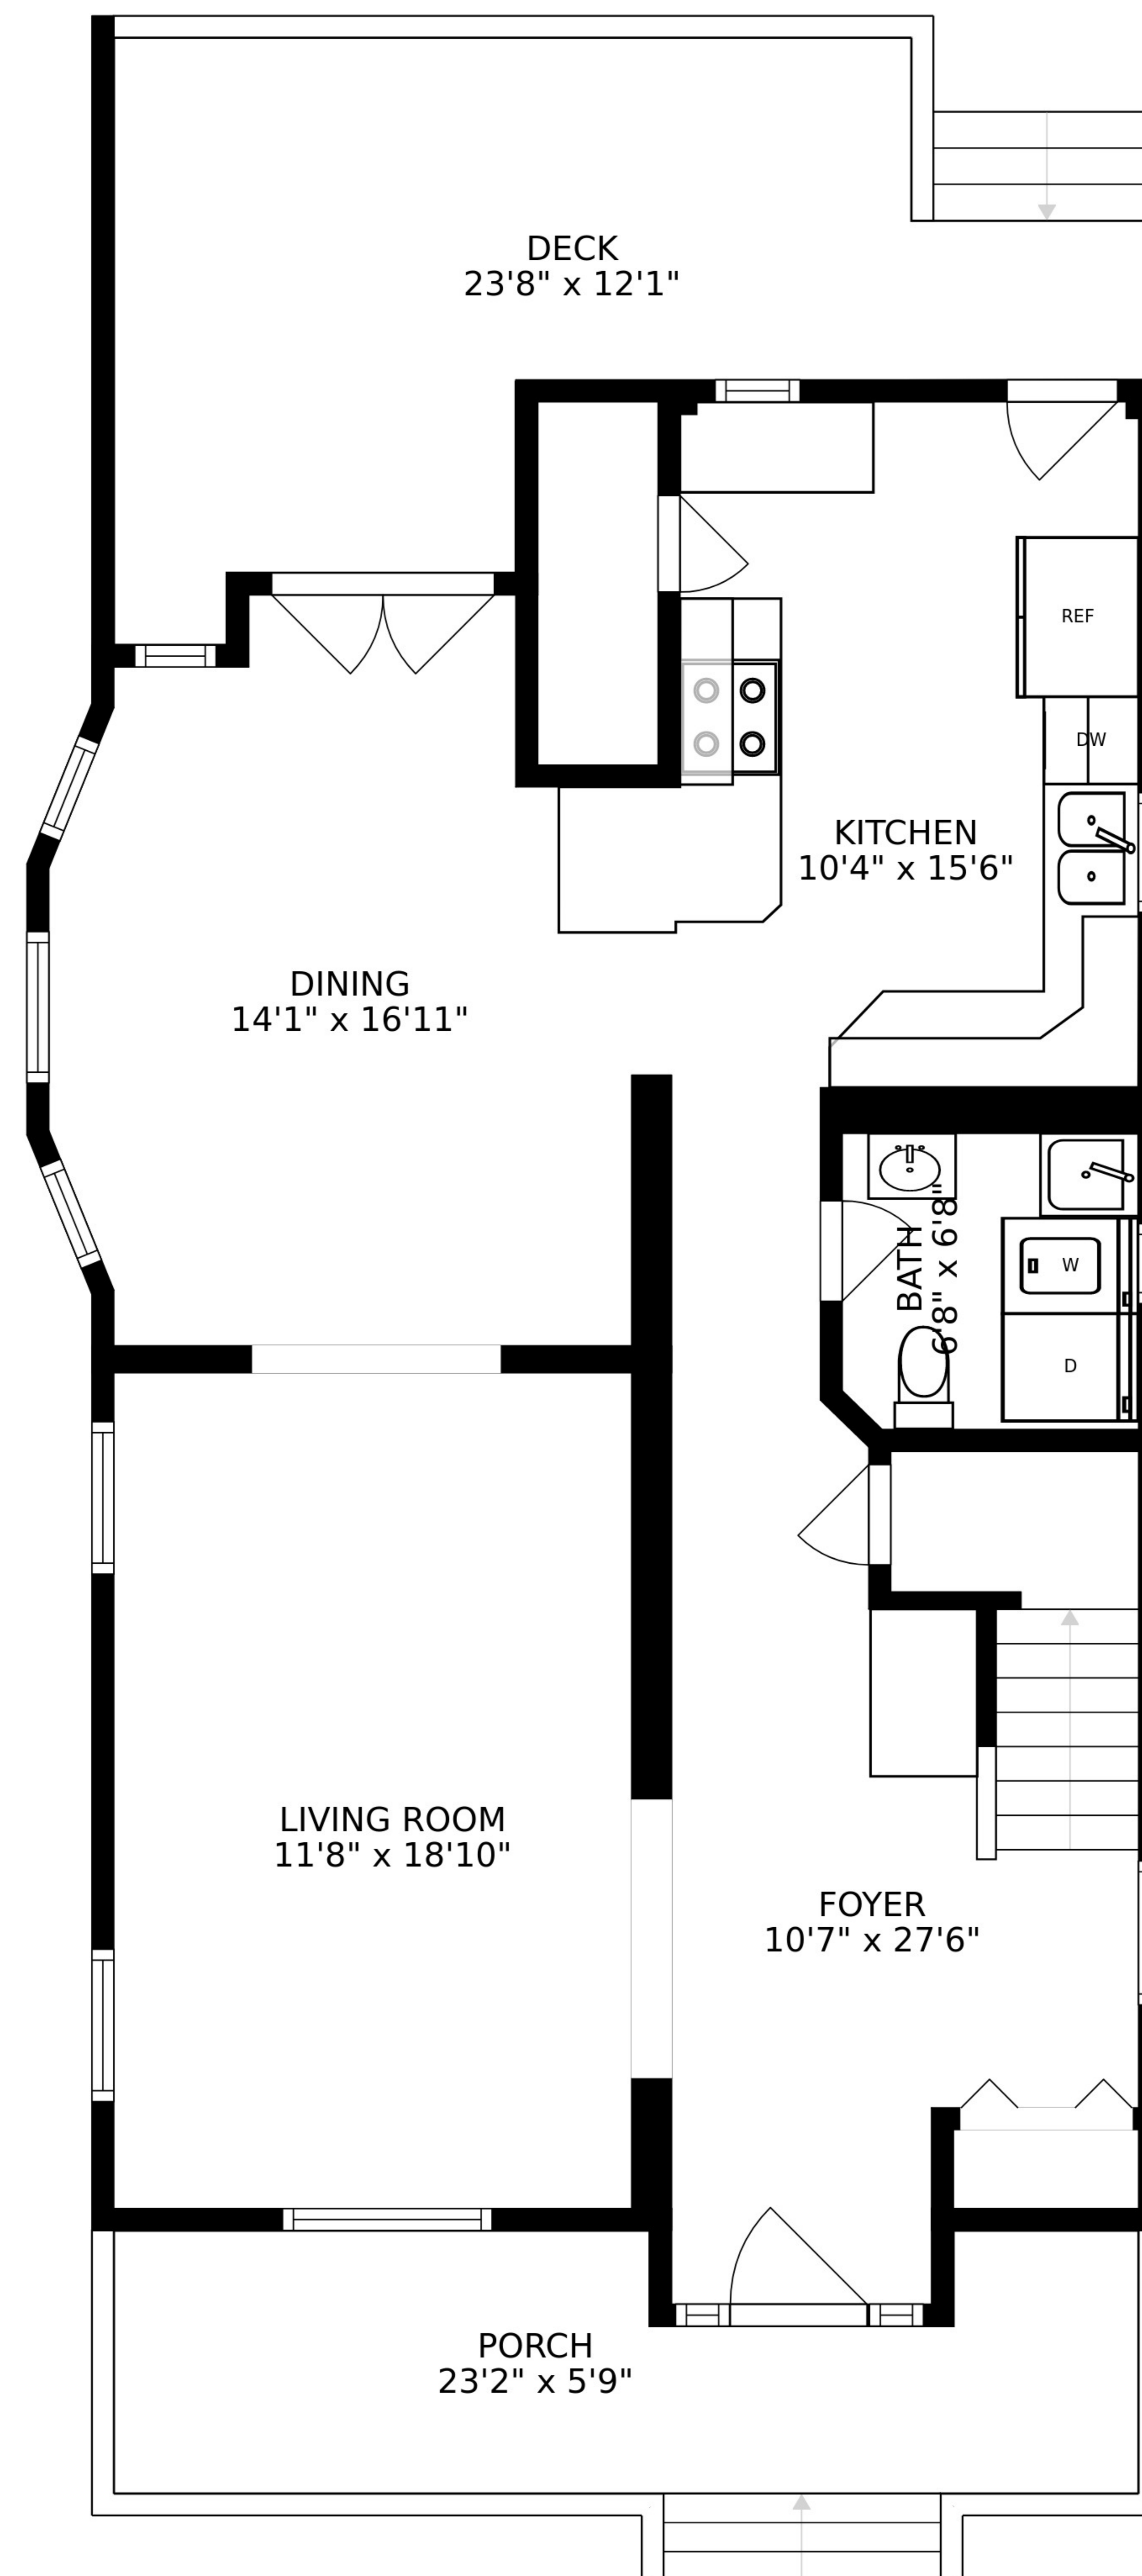 DECK
23'8" x 12'1"
REF
DW
KITCHEN
10'4" x 15'6"
DINING
14'1" x 16'11"
BATH
6'8" x 6'8"
W
D
LIVING ROOM
11'8" x 18'10"
FOYER
10'7" x 27'6"
PORCH
23'2" x 5'9"